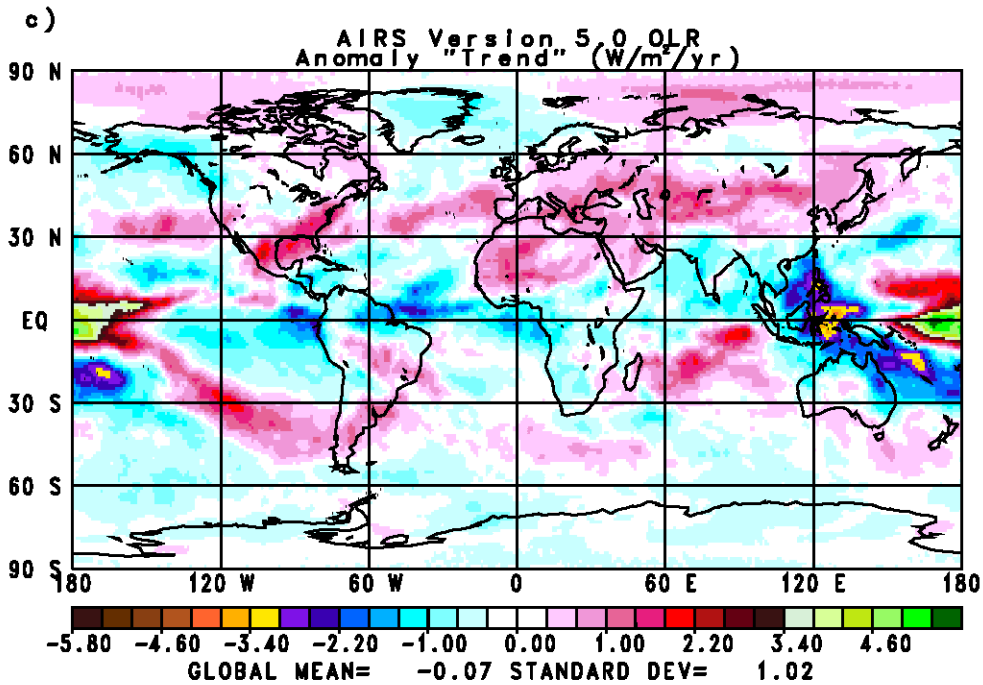 c)
AIRS Version 5.0 OLR
Anomaly "Trend" (W/m²/yr)
90 N
60 N
30 N
EQ
30 S
60 S
90 S
180 120 W 60 W 0 60 E 120 E 180
-5.80 -4.60 -3.40 -2.20 -1.00 0.00 1.00 2.20 3.40 4.60
GLOBAL MEAN= -0.07 STANDARD DEV= 1.02